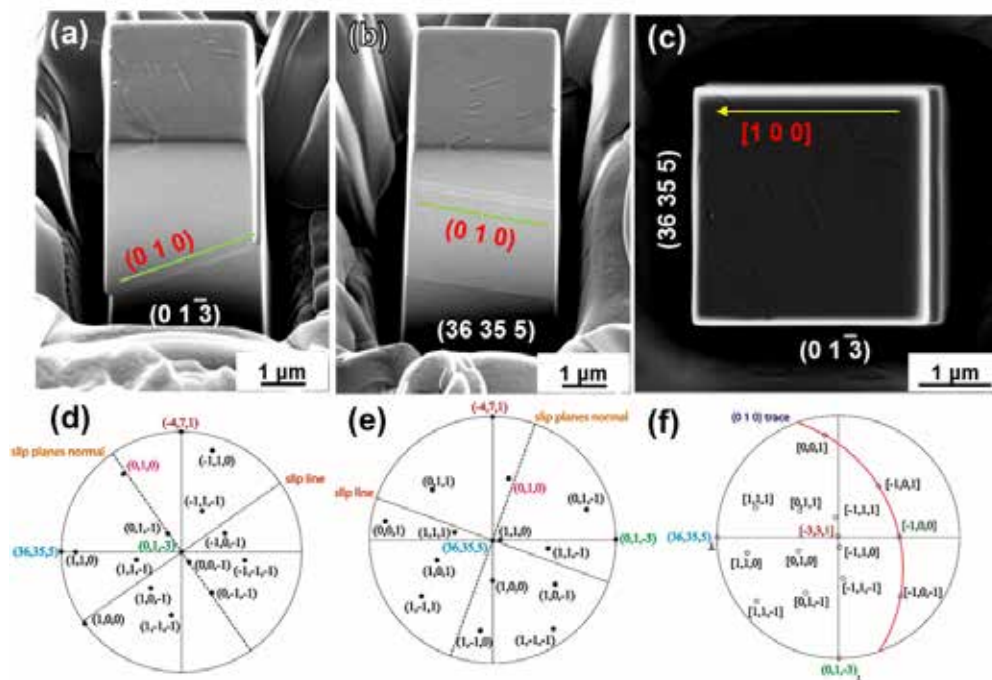 (a)
(0 1 0)
(0 1 3̅)
1 µm
(b)
(0 1 0)
(36 35 5)
1 µm
(c)
[1 0 0]
(36 35 5)
(0 1 3̅)
1 µm
(d)
(-4,7,1)
slip planes normal
(-1,1,0)
(0,1,0)
slip line
(-1,1,-1)
(0,1,-1)
(0,1,-3)
(-1,0,-1)
(36,35,5)
(1,1,0)
(1,1,-1)
(0,0,-1)
(-1,-1,-1)
(1,0,-1)
(0,-1,-1)
(1,0,0)
(1,-1,-1)
(e)
(-4,7,1)
slip planes normal
(0,1,0)
(0,1,1)
(0,1,-1)
slip line
(0,0,1)
(1,1,1)
(1,1,0)
(0,1,-3)
(36,35,5)
(1,1,-1)
(1,0,1)
(1,0,0)
(1,0,-1)
(1,-1,1)
(1,-1,0)
(1,-1,-1)
(f)
(0 1 0) trace
[0,0,1]
[-1,0,1]
[1,1,1]
[0,1,1]
[-1,1,1]
(36,35,5)
[-3,3,1]
[-1,0,0]
[1,1,0]
[0,1,0]
[-1,1,0]
[1,1,-1]
[0,1,-1]
[-1,1,-1]
[-1,0,-1]
(0,1,-3)